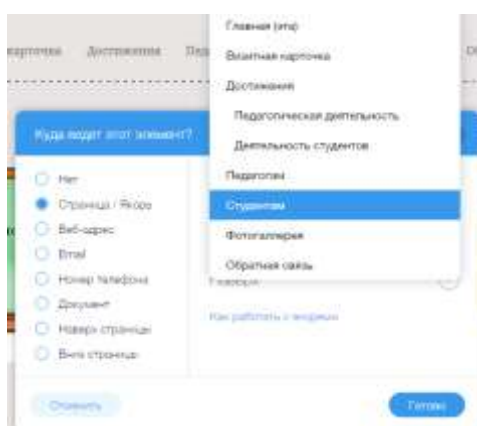 Главная (эта)
Визитная карточка
Достижения
Педагогическая деятельность
Деятельность студентов
Педагогам
Студентам
Фотогалерея
Обратная связь
карточка Достижения
Куда ведет этот элемент?
Нет
Страница / Якорь
Веб-адрес
Email
Номер телефона
Документ
Наверх страницы
Вниз страницы
Как работать с якорями
Отменить
Готово